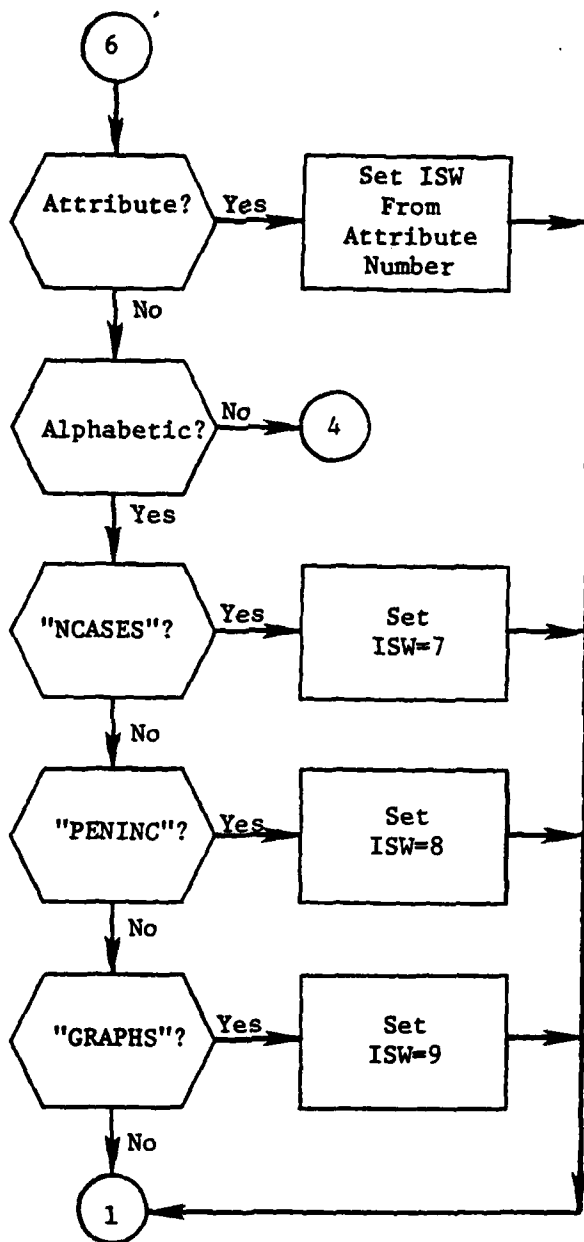 6
Attribute?
Yes
Set ISW
From
Attribute
Number
No
Alphabetic?
No
4
Yes
"NCASES"?
Yes
Set
ISW=7
No
"PENINC"?
Yes
Set
ISW=8
No
"GRAPHS"?
Yes
Set
ISW=9
No
1